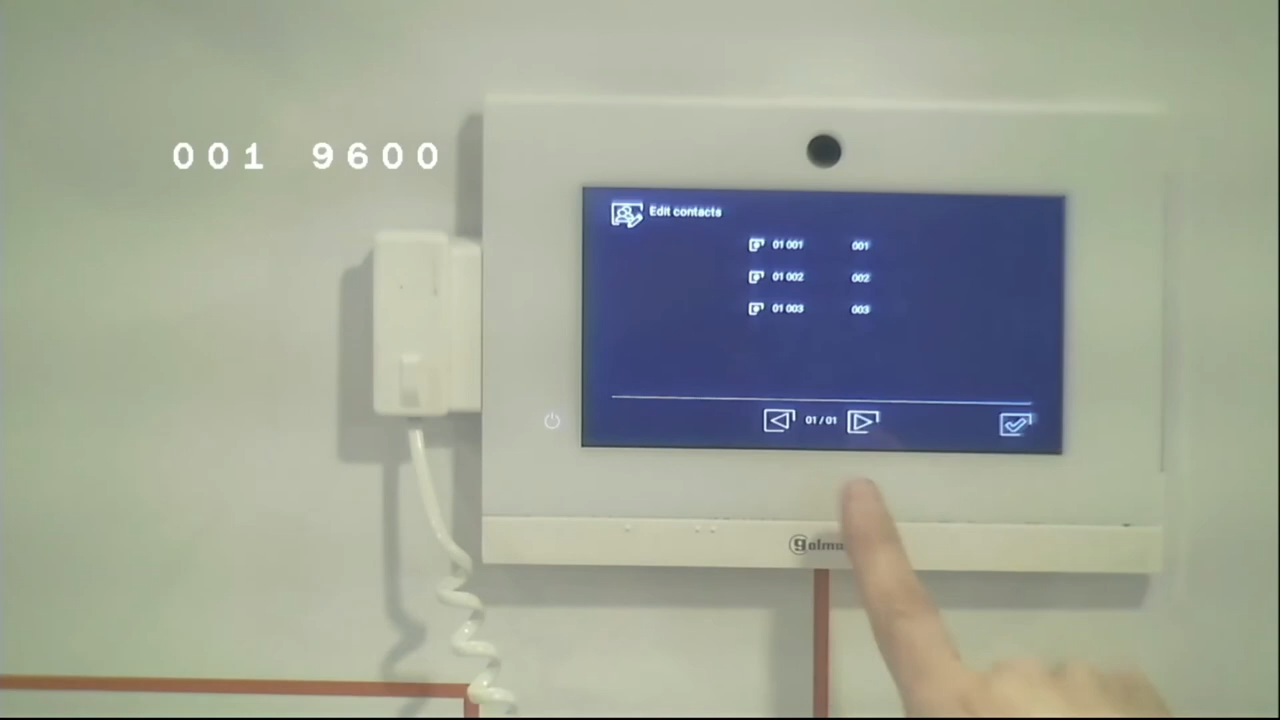 001 9600
Edit contacts
01 001 001
01 002 002
01 003 003
01/01